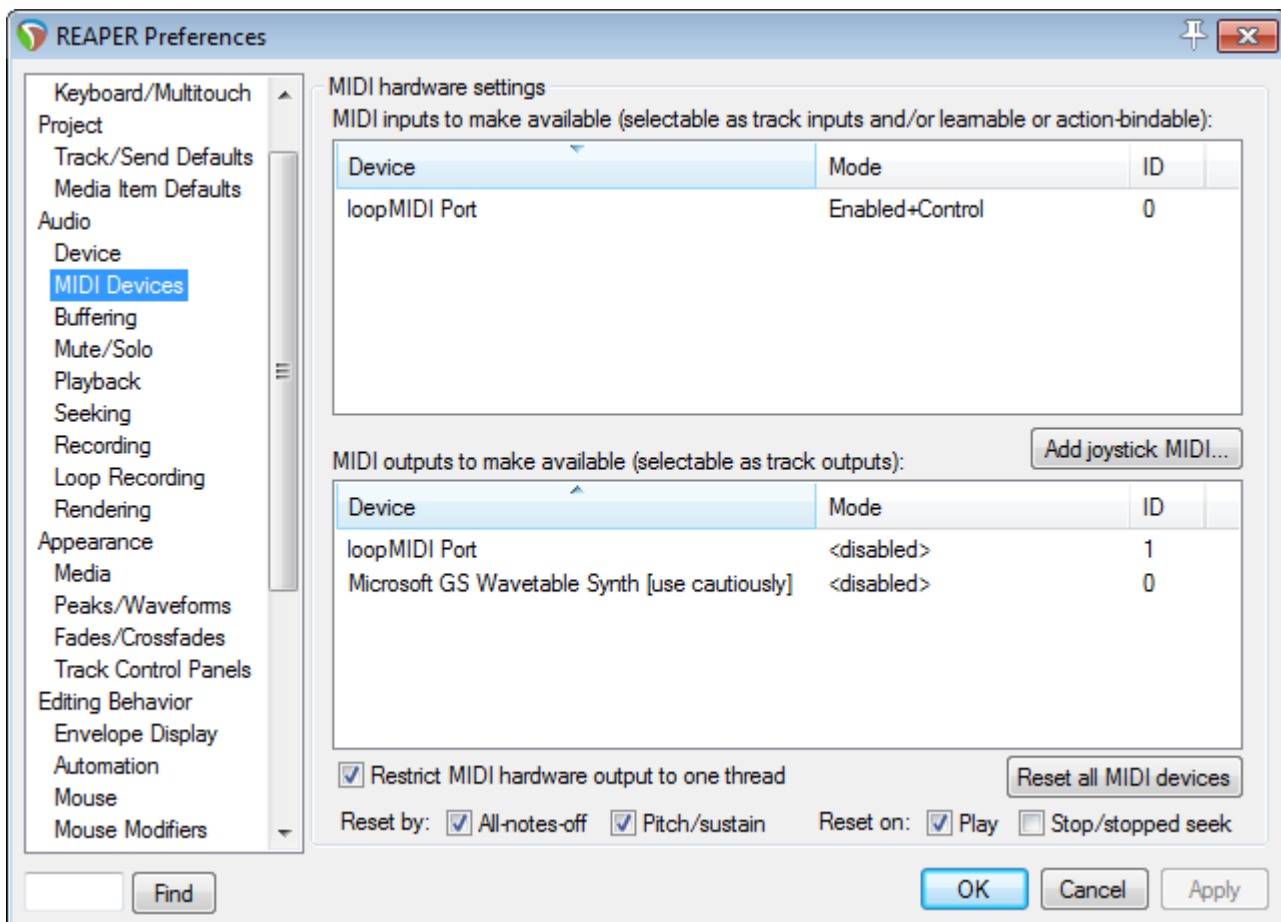 REAPER Preferences
Keyboard/Multitouch
Project
Track/Send Defaults
Media Item Defaults
Audio
Device
MIDI Devices
Buffering
Mute/Solo
Playback
Seeking
Recording
Loop Recording
Rendering
Appearance
Media
Peaks/Waveforms
Fades/Crossfades
Track Control Panels
Editing Behavior
Envelope Display
Automation
Mouse
Mouse Modifiers
Find
MIDI hardware settings
MIDI inputs to make available (selectable as track inputs and/or learnable or action-bindable):
Device Mode ID
loopMIDI Port Enabled+Control 0
Add joystick MIDI...
MIDI outputs to make available (selectable as track outputs):
Device Mode ID
loopMIDI Port <disabled> 1
Microsoft GS Wavetable Synth [use cautiously] <disabled> 0
Restrict MIDI hardware output to one thread
Reset all MIDI devices
Reset by: All-notes-off Pitch/sustain Reset on: Play Stop/stopped seek
OK Cancel Apply